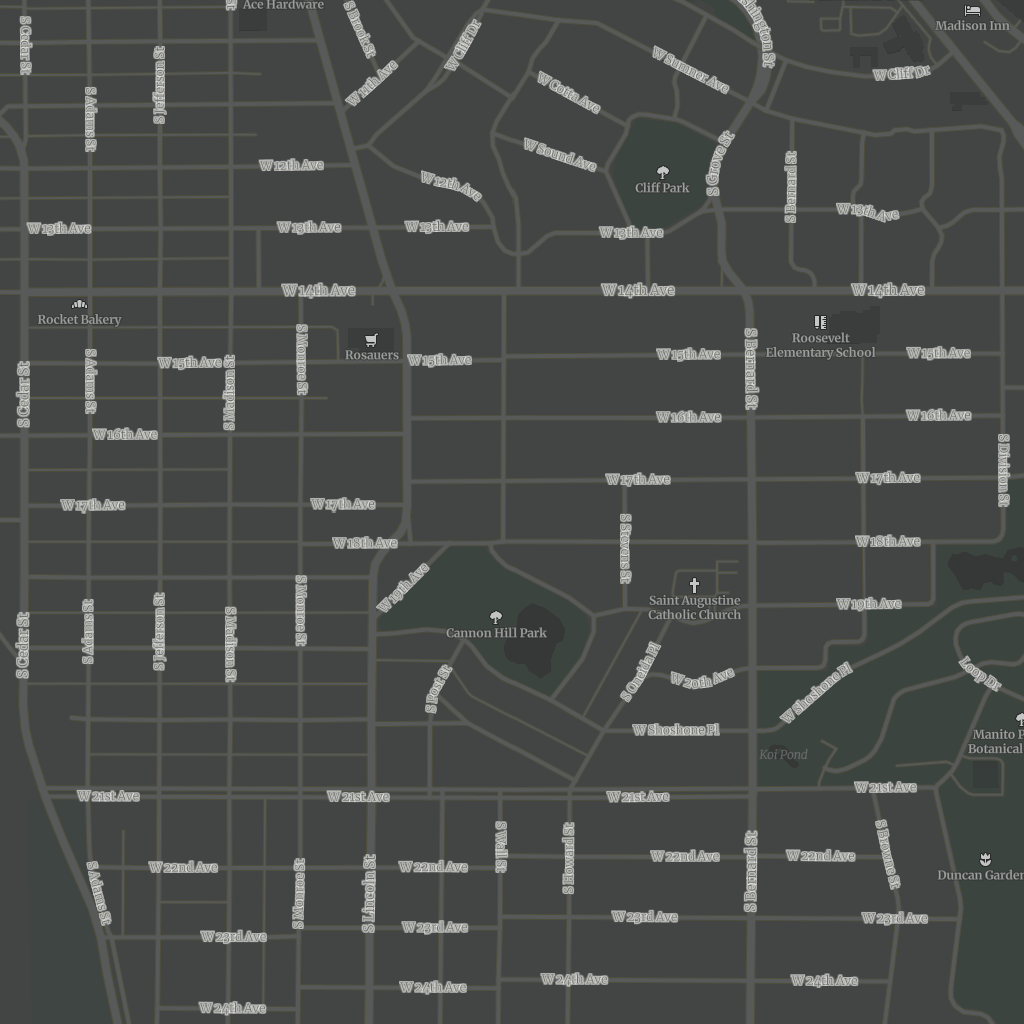 Ace Hardware
Madison Inn
S Cedar St
S Brook St
W Cliff Dr
W 11th Ave
S Jefferson St
S Adams St
W Cotta Ave
W Sumner Ave
W Cliff Dr
W 12th Ave
W 12th Ave
W Sound Ave
S Grove St
S Bernard St
Cliff Park
W 13th Ave
W 13th Ave
W 13th Ave
W 13th Ave
W 13th Ave
W 14th Ave
W 14th Ave
W 14th Ave
Rocket Bakery
Rosauers
Roosevelt
Elementary School
S Monroe St
W 15th Ave
W 15th Ave
W 15th Ave
W 15th Ave
S Cedar St
S Adams St
S Madison St
S Bernard St
W 16th Ave
W 16th Ave
W 16th Ave
S Division St
W 17th Ave
W 17th Ave
W 17th Ave
W 17th Ave
W 18th Ave
W 18th Ave
S Stevens St
W 19th Ave
W 19th Ave
Saint Augustine
Catholic Church
Cannon Hill Park
S Cedar St
S Adams St
S Jefferson St
S Madison St
S Monroe St
S Post St
S Oneida Pl
W 20th Ave
W Shoshone Pl
W Shoshone Pl
Loop Dr
Manito P
Botanical
Koi Pond
W 21st Ave
W 21st Ave
W 21st Ave
W 21st Ave
W 22nd Ave
W 22nd Ave
W 22nd Ave
W 22nd Ave
S Adams St
S Monroe St
S Lincoln St
S Wall St
S Howard St
S Bernard St
S Browne St
Duncan Garden
W 23rd Ave
W 23rd Ave
W 23rd Ave
W 23rd Ave
W 24th Ave
W 24th Ave
W 24th Ave
W 24th Ave